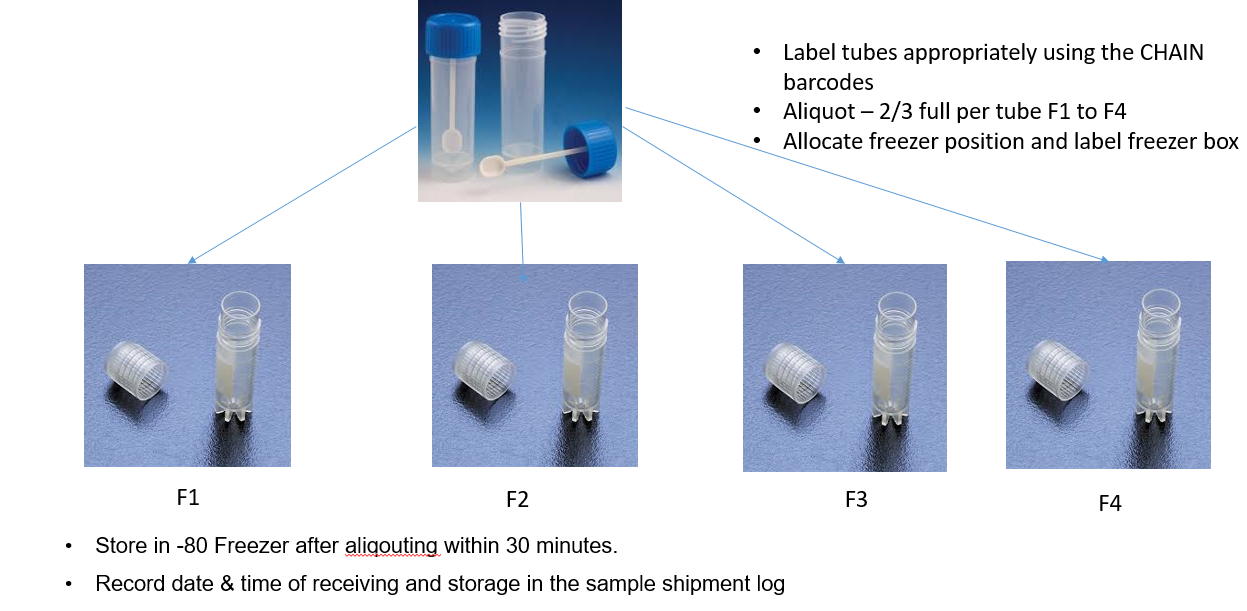 • Label tubes appropriately using the CHAIN
barcodes
• Aliquot – 2/3 full per tube F1 to F4
• Allocate freezer position and label freezer box
F1
F2
F3
F4
• Store in -80 Freezer after aliqouting within 30 minutes.
• Record date & time of receiving and storage in the sample shipment log